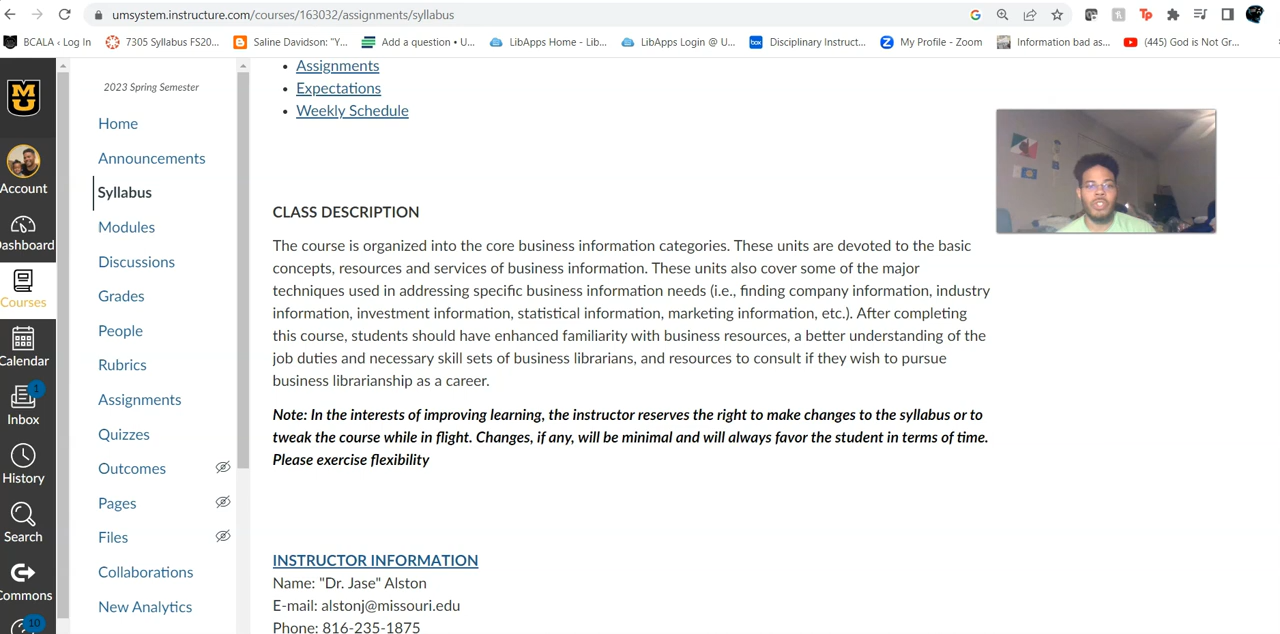 umsystem.instructure.com/courses/163032/assignments/syllabus
BCALA ‹ Log In
7305 Syllabus FS20...
Saline Davidson: "Y...
Add a question • U...
LibApps Home - Lib...
LibApps Login @ U...
box
Disciplinary Instruct...
My Profile - Zoom
Information bad as...
(445) God is Not Gr...
MU
Account
Dashboard
Courses
Calendar
1
Inbox
History
Search
Commons
10
2023 Spring Semester
Home
Announcements
Syllabus
Modules
Discussions
Grades
People
Rubrics
Assignments
Quizzes
Outcomes
Pages
Files
Collaborations
New Analytics
• Assignments
• Expectations
• Weekly Schedule
CLASS DESCRIPTION
The course is organized into the core business information categories. These units are devoted to the basic
concepts, resources and services of business information. These units also cover some of the major
techniques used in addressing specific business information needs (i.e., finding company information, industry
information, investment information, statistical information, marketing information, etc.). After completing
this course, students should have enhanced familiarity with business resources, a better understanding of the
job duties and necessary skill sets of business librarians, and resources to consult if they wish to pursue
business librarianship as a career.
Note: In the interests of improving learning, the instructor reserves the right to make changes to the syllabus or to
tweak the course while in flight. Changes, if any, will be minimal and will always favor the student in terms of time.
Please exercise flexibility
INSTRUCTOR INFORMATION
Name: "Dr. Jase" Alston
E-mail: alstonj@missouri.edu
Phone: 816-235-1875